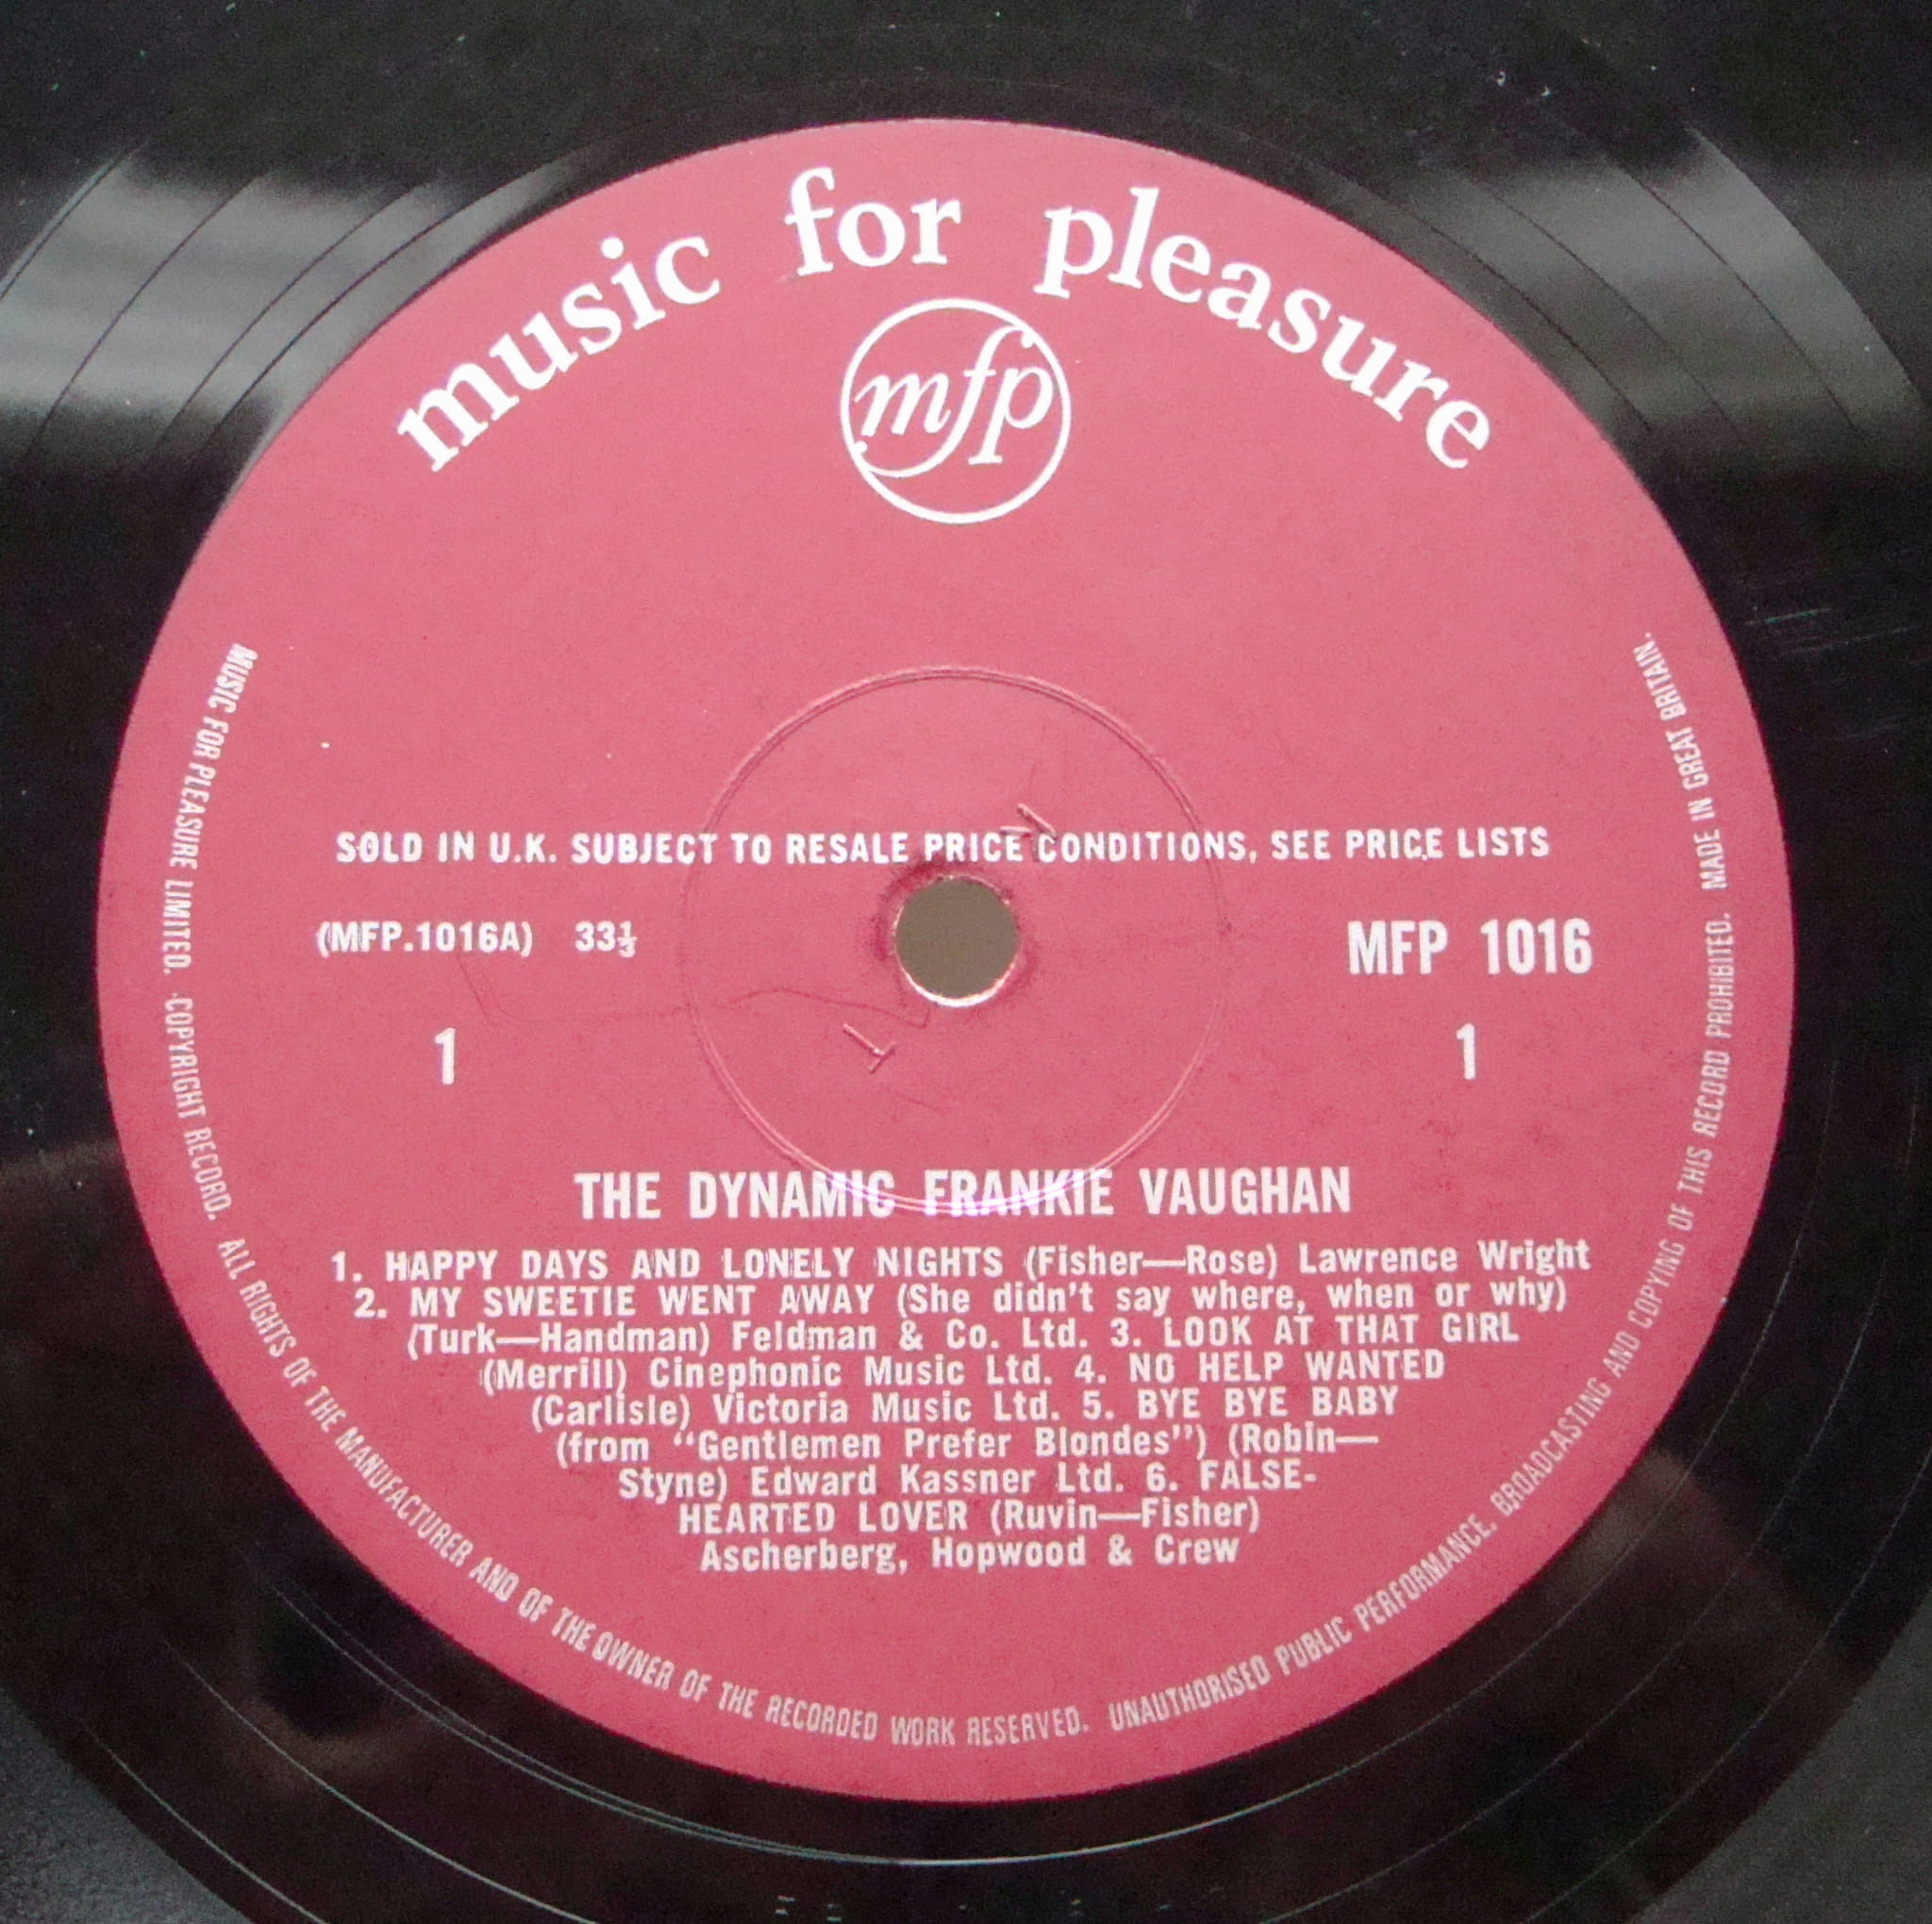 music for pleasure
mfp
SOLD IN U.K. SUBJECT TO RESALE PRICE CONDITIONS, SEE PRICE LISTS
(MFP.1016A) 33⅓
MFP 1016
1
1
THE DYNAMIC FRANKIE VAUGHAN
1. HAPPY DAYS AND LONELY NIGHTS (Fisher—Rose) Lawrence Wright
2. MY SWEETIE WENT AWAY (She didn't say where, when or why)
(Turk—Handman) Feldman & Co. Ltd. 3. LOOK AT THAT GIRL
(Merrill) Cinephonic Music Ltd. 4. NO HELP WANTED
(Carlisle) Victoria Music Ltd. 5. BYE BYE BABY
(from “Gentlemen Prefer Blondes”) (Robin—
Styne) Edward Kassner Ltd. 6. FALSE-
HEARTED LOVER (Ruvin—Fisher)
Ascherberg, Hopwood & Crew
MUSIC FOR PLEASURE LIMITED. COPYRIGHT RECORD. ALL RIGHTS OF THE MANUFACTURER AND OF THE OWNER OF THE RECORDED WORK RESERVED. UNAUTHORISED PUBLIC PERFORMANCE, BROADCASTING AND COPYING OF THIS RECORD PROHIBITED. MADE IN GREAT BRITAIN.